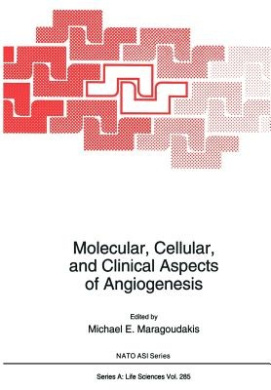 Molecular, Cellular,
and Clinical Aspects
of Angiogenesis
Edited by
Michael E. Maragoudakis
NATO ASI Series
Series A: Life Sciences Vol. 285